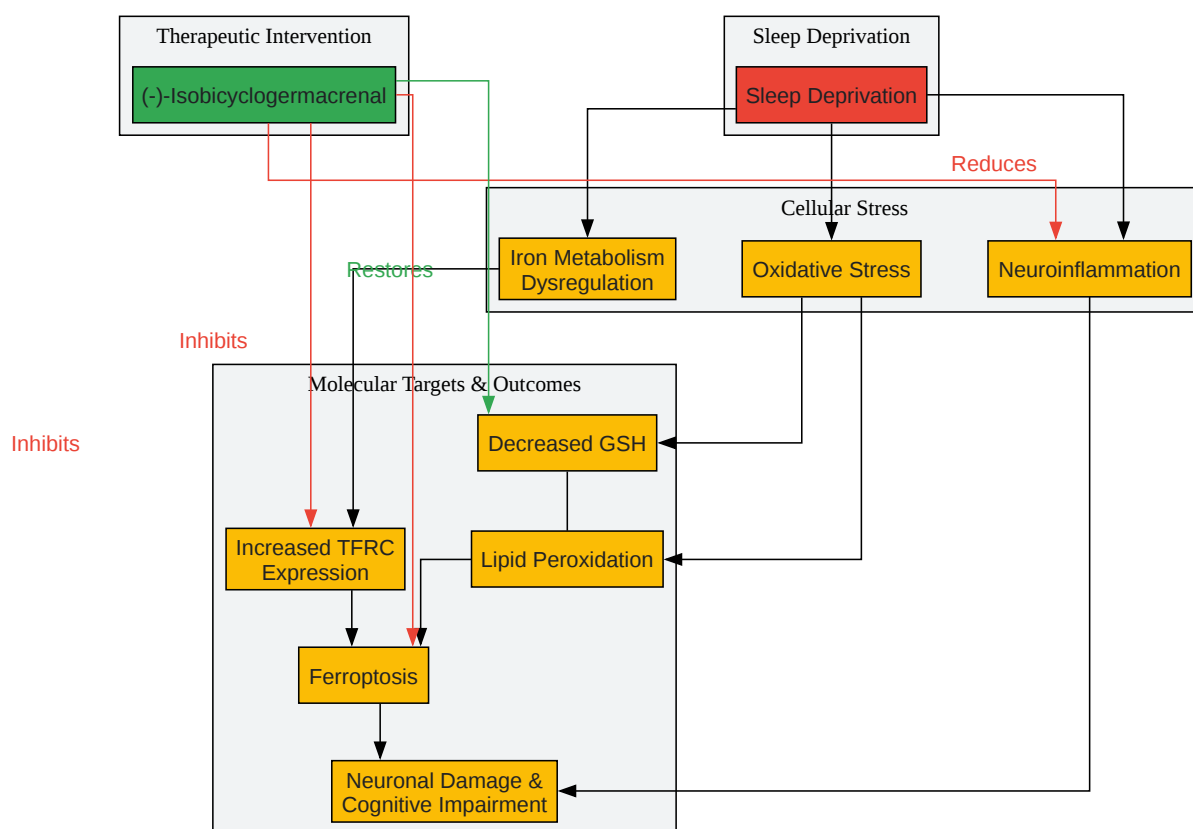 Therapeutic Intervention
Sleep Deprivation
(-)-Isobicyclogermacrenal
Sleep Deprivation
Reduces
Cellular Stress
Iron Metabolism
Dysregulation
Oxidative Stress
Neuroinflammation
Restores
Inhibits
Molecular Targets & Outcomes
Inhibits
Decreased GSH
Increased TFRC
Expression
Lipid Peroxidation
Ferroptosis
Neuronal Damage &
Cognitive Impairment